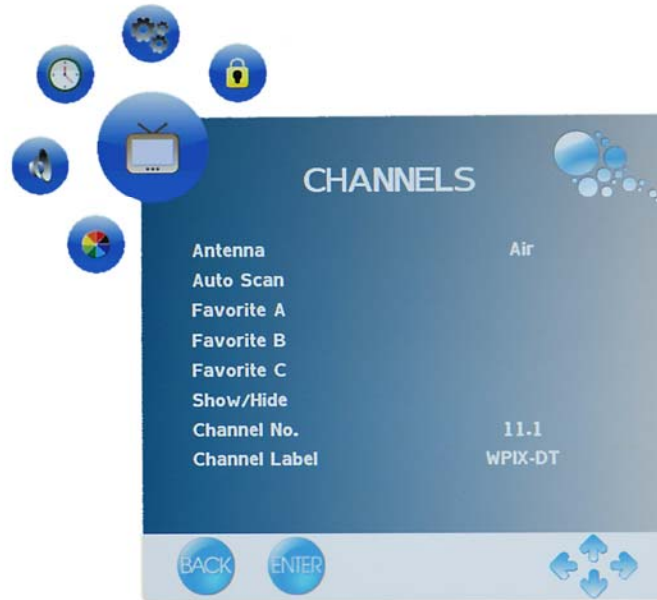 CHANNELS
Antenna Air
Auto Scan
Favorite A
Favorite B
Favorite C
Show/Hide
Channel No. 11.1
Channel Label WPIX-DT
BACK ENTER